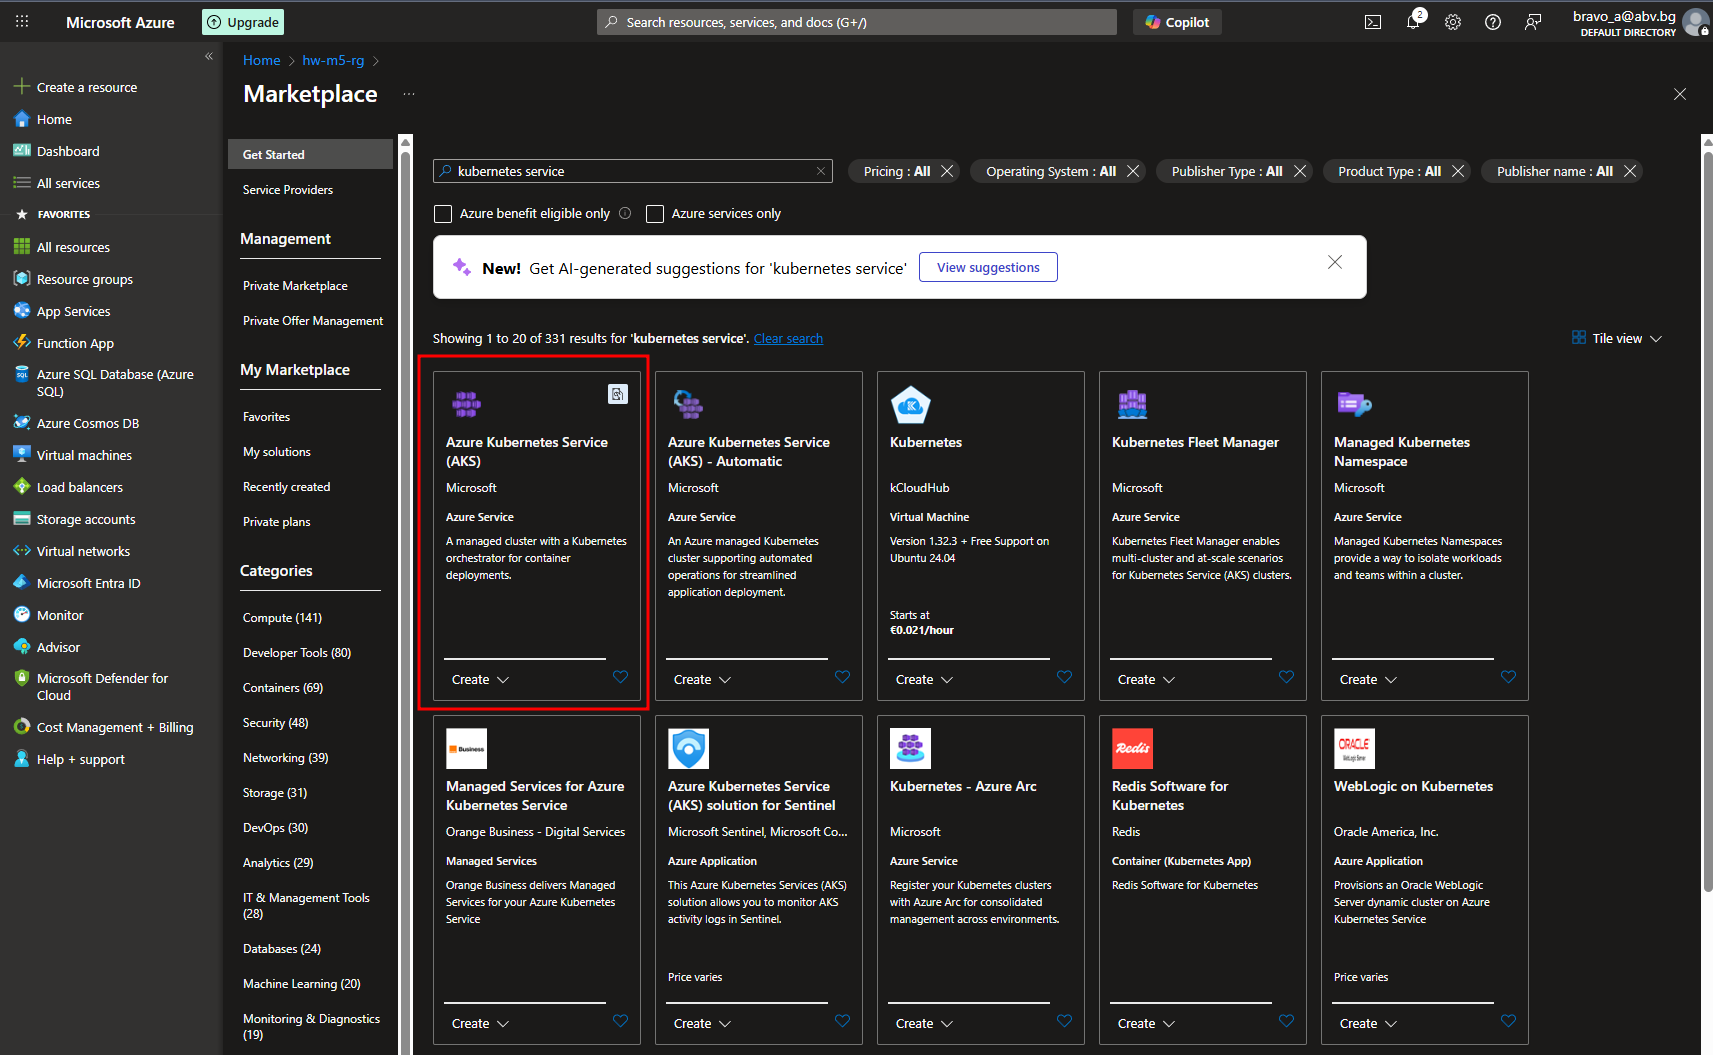 Microsoft Azure
Upgrade
Search resources, services, and docs (G+/)
Copilot
2
bravo_a@abv.bg
DEFAULT DIRECTORY
Create a resource
Home
Dashboard
All services
FAVORITES
All resources
Resource groups
App Services
Function App
Azure SQL Database (Azure
SQL)
Azure Cosmos DB
Virtual machines
Load balancers
Storage accounts
Virtual networks
Microsoft Entra ID
Monitor
Advisor
Microsoft Defender for
Cloud
Cost Management + Billing
Help + support
Home > hw-m5-rg >
Marketplace ...
Get Started
Service Providers
Management
Private Marketplace
Private Offer Management
My Marketplace
Favorites
My solutions
Recently created
Private plans
Categories
Compute (141)
Developer Tools (80)
Containers (69)
Security (48)
Networking (39)
Storage (31)
DevOps (30)
Analytics (29)
IT & Management Tools
(28)
Databases (24)
Machine Learning (20)
Monitoring & Diagnostics
(19)
kubernetes service
Pricing : All
Operating System : All
Publisher Type : All
Product Type : All
Publisher name : All
Azure benefit eligible only
Azure services only
New! Get AI-generated suggestions for 'kubernetes service'
View suggestions
Showing 1 to 20 of 331 results for 'kubernetes service'. Clear search
Tile view
Azure Kubernetes Service
(AKS)
Microsoft
Azure Service
A managed cluster with a Kubernetes
orchestrator for container
deployments.
Create
Azure Kubernetes Service
(AKS) - Automatic
Microsoft
Azure Service
An Azure managed Kubernetes
cluster supporting automated
operations for streamlined
application deployment.
Create
K
Kubernetes
kCloudHub
Virtual Machine
Version 1.32.3 + Free Support on
Ubuntu 24.04
Starts at
€0.021/hour
Create
Kubernetes Fleet Manager
Microsoft
Azure Service
Kubernetes Fleet Manager enables
multi-cluster and at-scale scenarios
for Kubernetes Service (AKS) clusters.
Create
Managed Kubernetes
Namespace
Microsoft
Azure Service
Managed Kubernetes Namespaces
provide a way to isolate workloads
and teams within a cluster.
Create
Business
Managed Services for Azure
Kubernetes Service
Orange Business - Digital Services
Managed Services
Orange Business delivers Managed
Services for your Azure Kubernetes
Service
Create
Azure Kubernetes Service
(AKS) solution for Sentinel
Microsoft Sentinel, Microsoft Co...
Azure Application
This Azure Kubernetes Services (AKS)
solution allows you to monitor AKS
activity logs in Sentinel.
Price varies
Create
Kubernetes - Azure Arc
Microsoft
Azure Service
Register your Kubernetes clusters
with Azure Arc for consolidated
management across environments.
Create
Redis
Redis Software for
Kubernetes
Redis
Container (Kubernetes App)
Redis Software for Kubernetes
Create
ORACLE
WebLogic Server
WebLogic on Kubernetes
Oracle America, Inc.
Azure Application
Provisions an Oracle WebLogic
Server dynamic cluster on Azure
Kubernetes Service
Price varies
Create